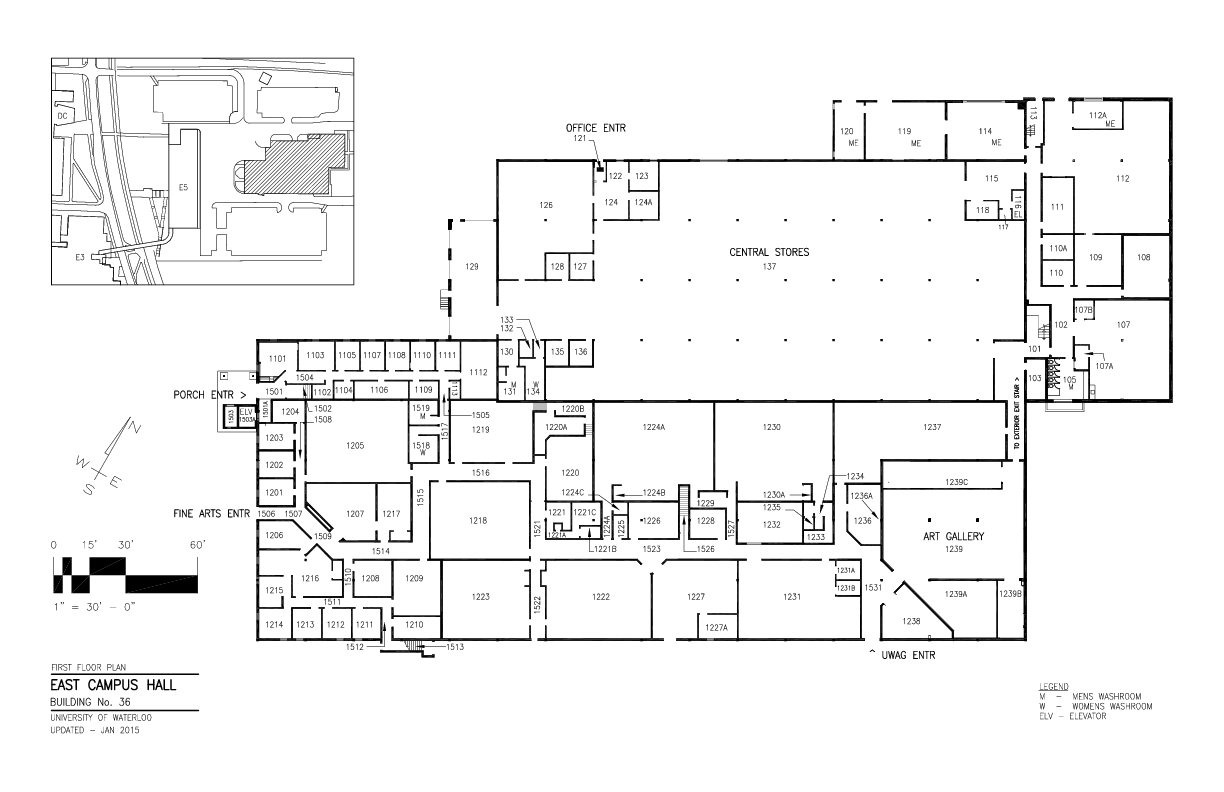 DC
E5
E3
OFFICE ENTR
121
113
112A
ME
120
ME
119
ME
114
ME
122
123
115
112
124
124A
126
116
EL
118
117
111
CENTRAL STORES
137
110A
109
108
129
128
127
110
107B
133
132
102
107
130
135
136
101
107A
1101
1103
1105
1107
1108
1110
1111
1112
1504
M
131
W
134
103
105
M
PORCH ENTR >
1501
1102
1104
1106
1109
1113
TO EXTERIOR EXIT STAIR >
1503
ELV
1503A
1501A
1204
1502
1508
1519
M
1505
1220B
1203
1205
1517
1219
1220A
1224A
1230
1237
1518
W
1202
1516
1220
1234
1239C
1201
1515
1224C
1224B
1230A
1236A
FINE ARTS ENTR
1506
1507
1207
1217
1218
1521
1221
1221C
1224A
1225
1226
1229
1228
1527
1235
1232
1236
1206
1509
1221A
1233
ART GALLERY
1239
1514
1221B
1523
1526
0
15'
30'
60'
1216
1510
1208
1209
1231A
1215
1223
1522
1222
1227
1231
1231B
1531
1239A
1239B
1511
1" = 30' – 0"
1214
1213
1212
1211
1210
1227A
1238
1512
1513
^ UWAG ENTR
N
W
E
S
FIRST FLOOR PLAN
EAST CAMPUS HALL
BUILDING No. 36
UNIVERSITY OF WATERLOO
UPDATED – JAN 2015
LEGEND
M – MENS WASHROOM
W – WOMENS WASHROOM
ELV – ELEVATOR